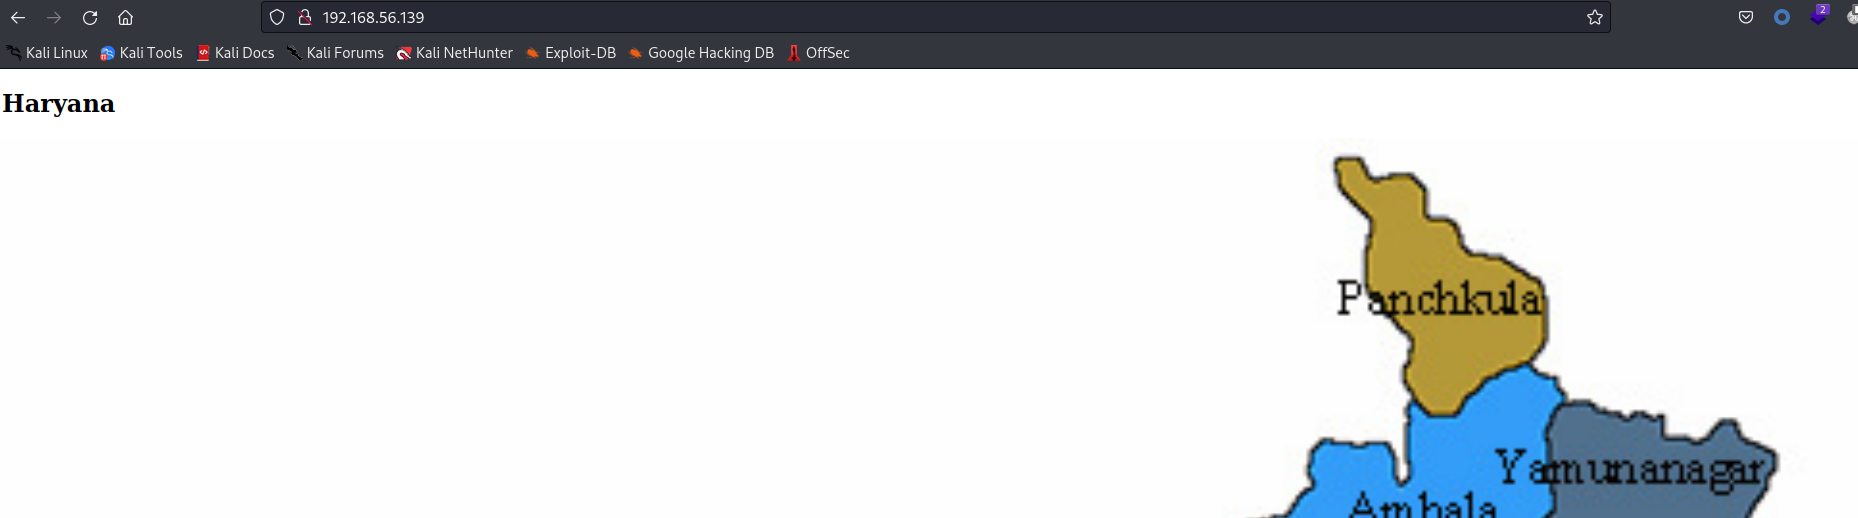 192.168.56.139
Kali Linux Kali Tools Kali Docs Kali Forums Kali NetHunter Exploit-DB Google Hacking DB OffSec
Haryana
Panchkula
Yamunanagar
Ambala